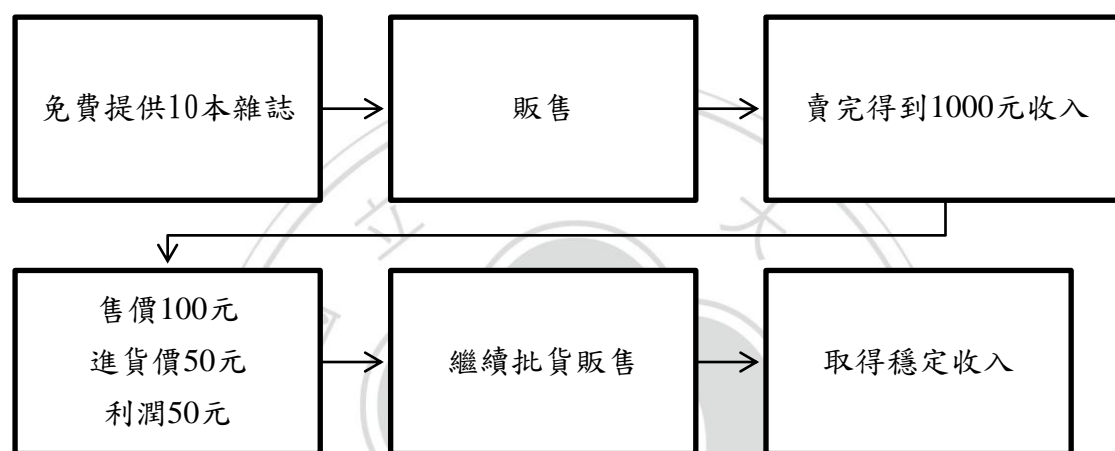 免費提供10本雜誌
販售
賣完得到1000元收入
售價100元
進貨價50元
利潤50元
繼續批貨販售
取得穩定收入
立
大